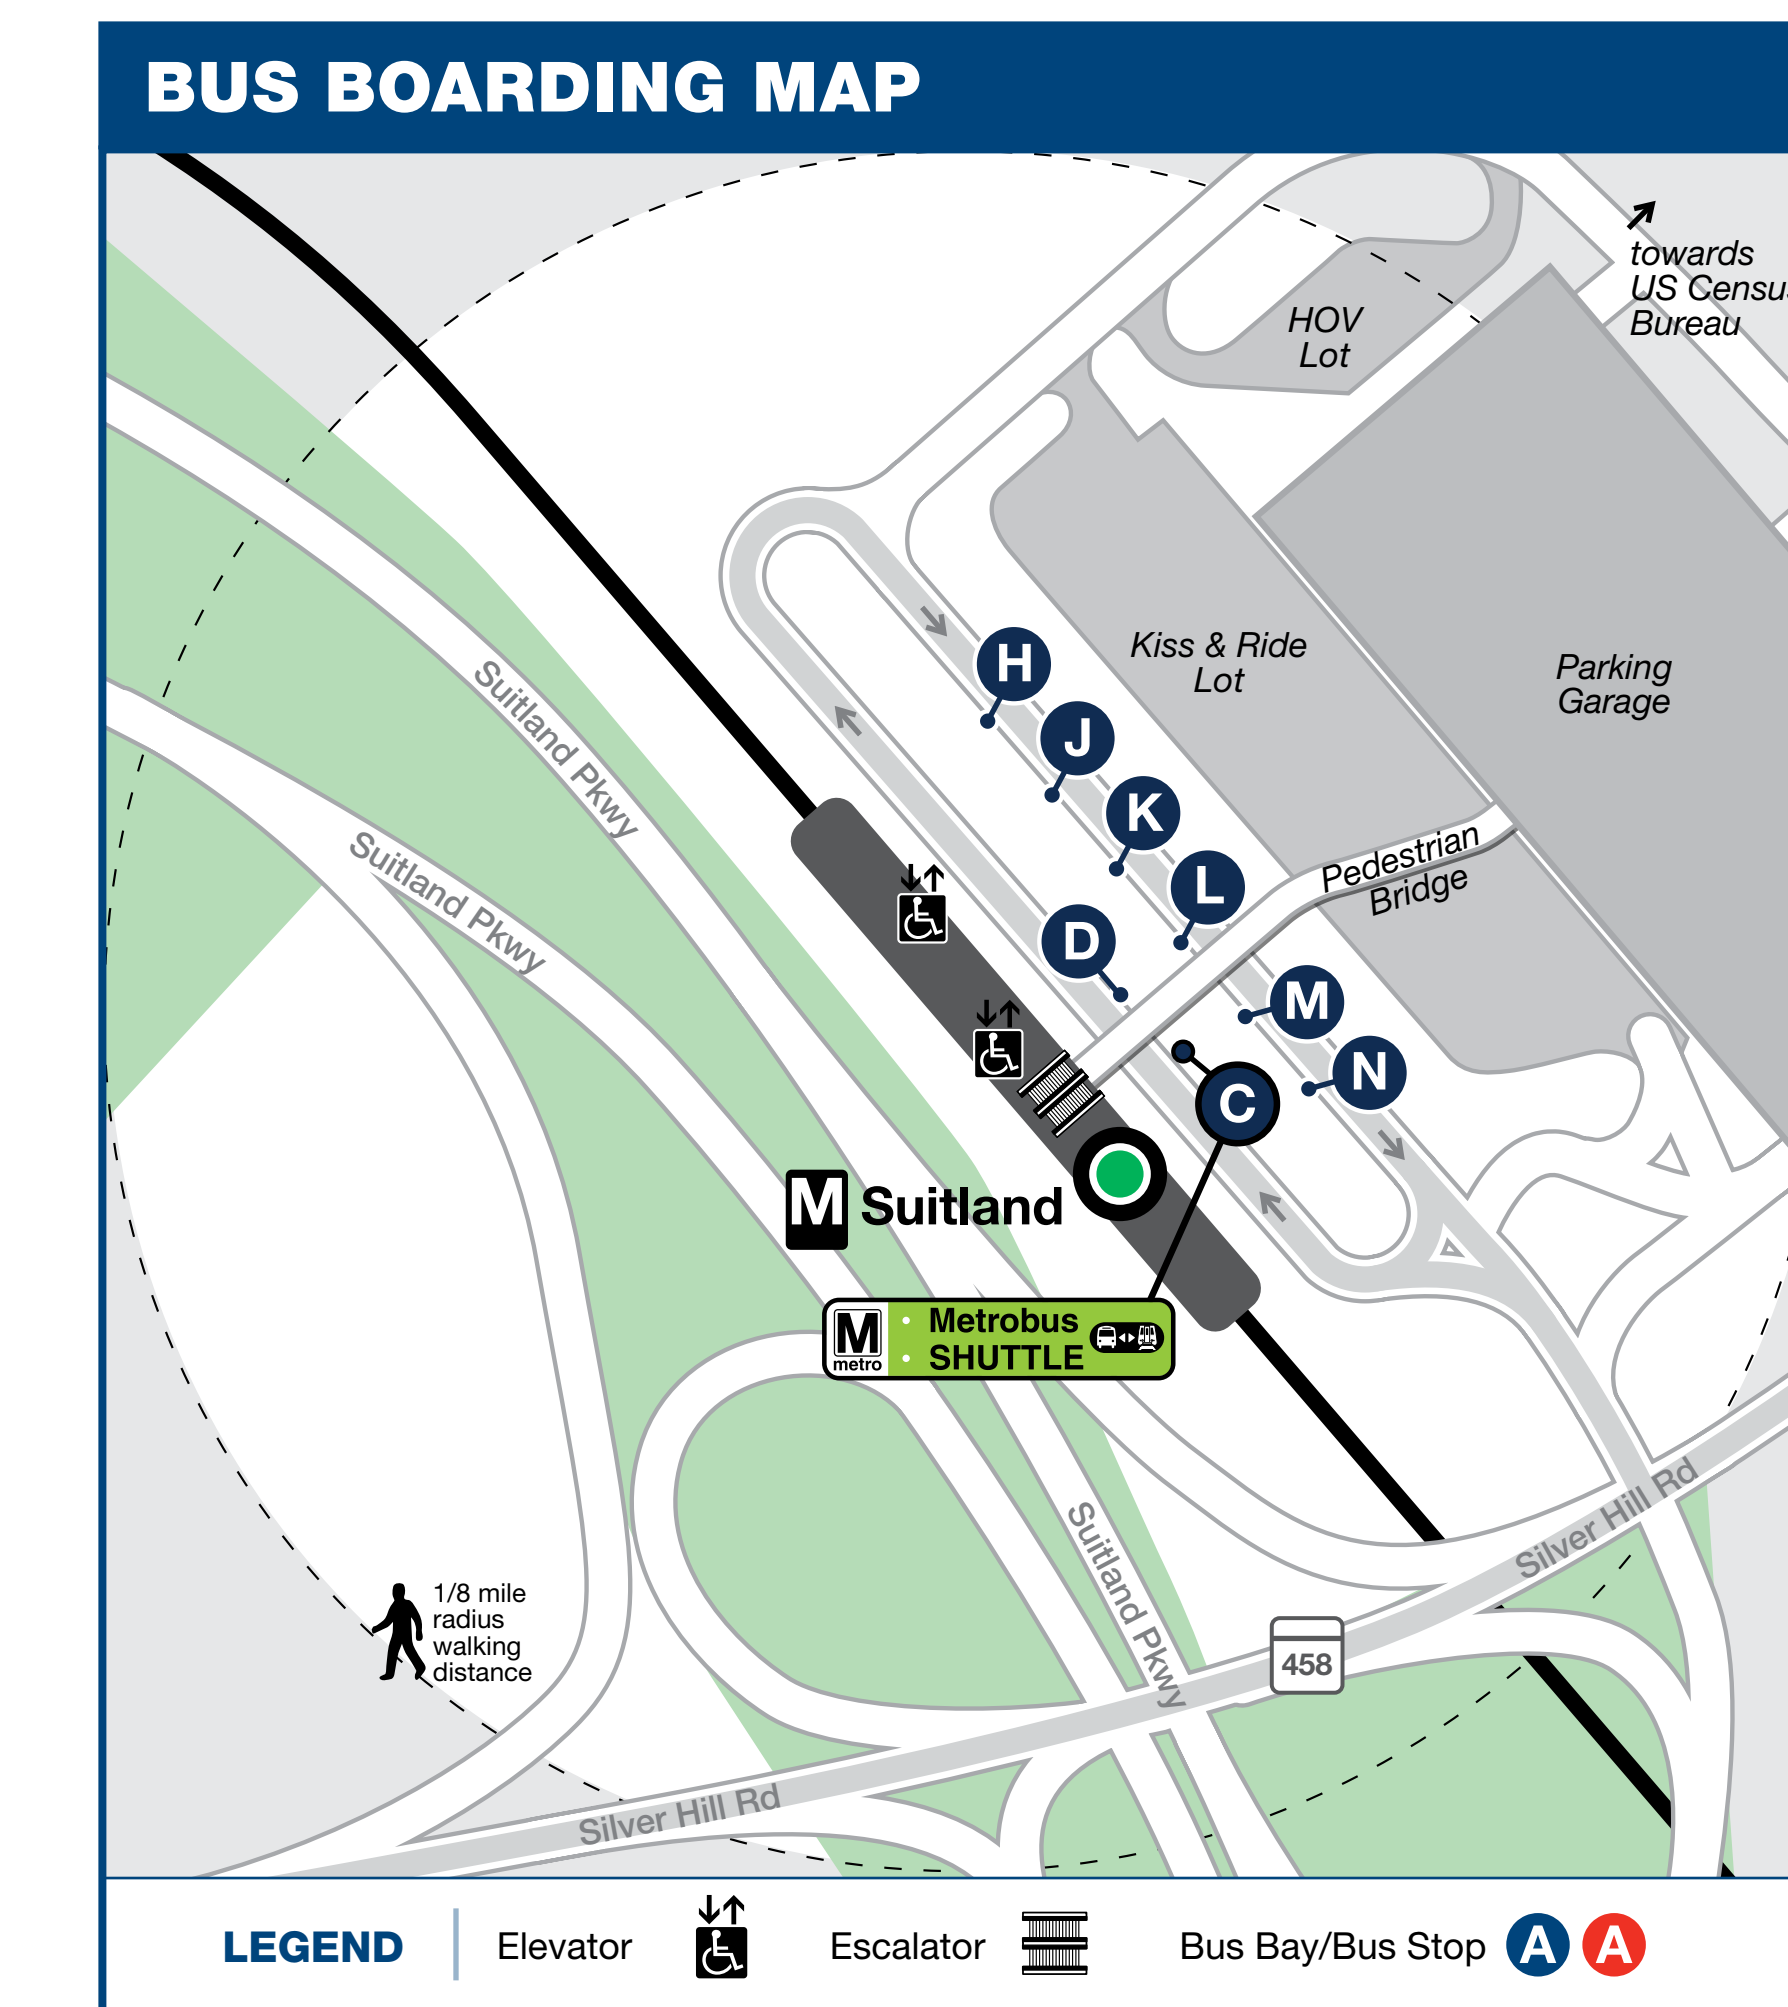 BUS BOARDING MAP
towards
US Census
Bureau
HOV
Lot
Kiss & Ride
Lot
Parking
Garage
H
J
K
L
D
Pedestrian
Bridge
M
N
C
Suitland Pkwy
Suitland Pkwy
M Suitland
M
metro
Metrobus
SHUTTLE
Suitland Pkwy
Silver Hill Rd
458
1/8 mile
radius
walking
distance
Silver Hill Rd
LEGEND
Elevator
Escalator
Bus Bay/Bus Stop A A